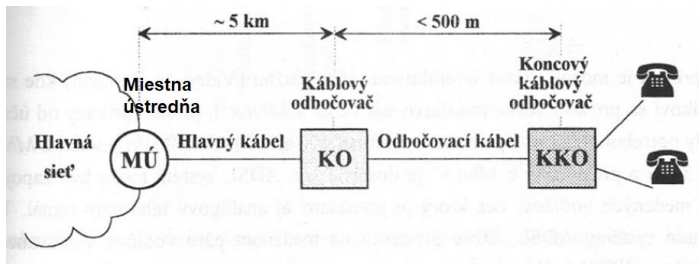 ~ 5 km
< 500 m
Miestna
ústredňa
Káblový
odbočovač
Koncový
káblový
odbočovač
Hlavná
sieť
MÚ
Hlavný kábel
KO
Odbočovací kábel
KKO